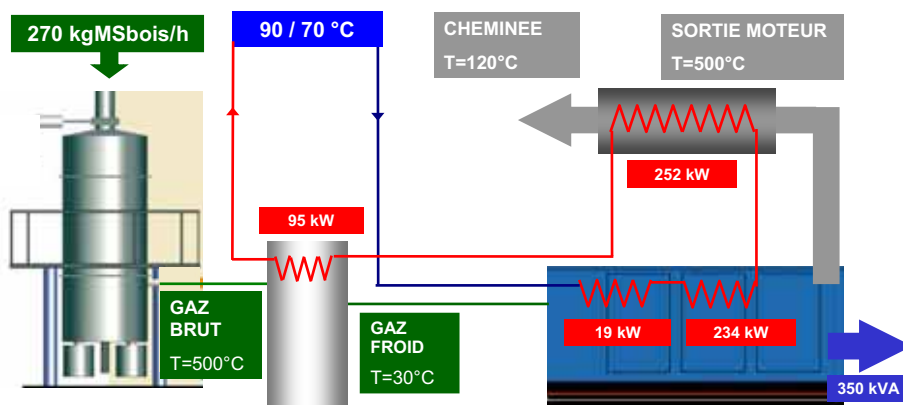 270 kgMSbois/h
90 / 70 °C
CHEMINEE
T=120°C
SORTIE MOTEUR
T=500°C
252 kW
95 kW
GAZ
BRUT
T=500°C
GAZ
FROID
T=30°C
19 kW
234 kW
350 kVA